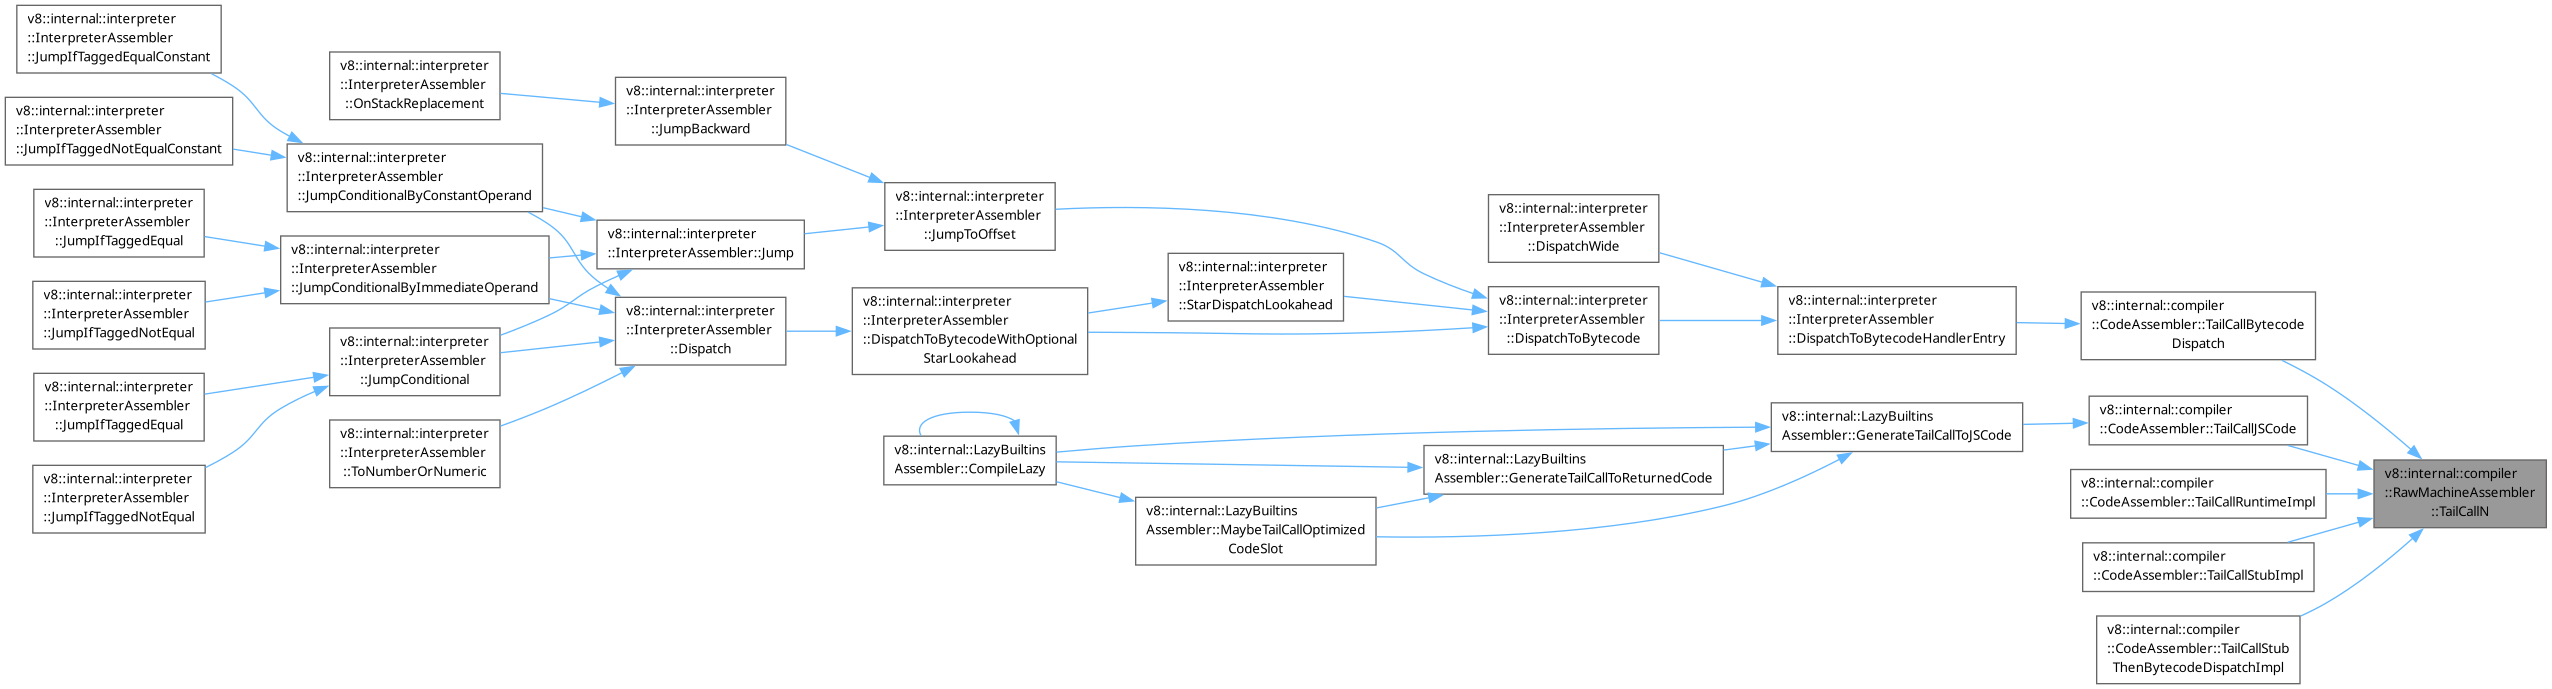 v8::internal::interpreter
::InterpreterAssembler
::JumpIfTaggedEqualConstant
v8::internal::interpreter
::InterpreterAssembler
::JumpIfTaggedNotEqualConstant
v8::internal::interpreter
::InterpreterAssembler
::JumpIfTaggedEqual
v8::internal::interpreter
::InterpreterAssembler
::JumpIfTaggedNotEqual
v8::internal::interpreter
::InterpreterAssembler
::JumpIfTaggedEqual
v8::internal::interpreter
::InterpreterAssembler
::JumpIfTaggedNotEqual
v8::internal::interpreter
::InterpreterAssembler
::OnStackReplacement
v8::internal::interpreter
::InterpreterAssembler
::JumpConditionalByConstantOperand
v8::internal::interpreter
::InterpreterAssembler
::JumpConditionalByImmediateOperand
v8::internal::interpreter
::InterpreterAssembler
::JumpConditional
v8::internal::interpreter
::InterpreterAssembler
::ToNumberOrNumeric
v8::internal::interpreter
::InterpreterAssembler
::JumpBackward
v8::internal::interpreter
::InterpreterAssembler::Jump
v8::internal::interpreter
::InterpreterAssembler
::Dispatch
v8::internal::interpreter
::InterpreterAssembler
::JumpToOffset
v8::internal::interpreter
::InterpreterAssembler
::DispatchToBytecodeWithOptional
StarLookahead
v8::internal::LazyBuiltins
Assembler::CompileLazy
v8::internal::interpreter
::InterpreterAssembler
::StarDispatchLookahead
v8::internal::LazyBuiltins
Assembler::MaybeTailCallOptimized
CodeSlot
v8::internal::LazyBuiltins
Assembler::GenerateTailCallToReturnedCode
v8::internal::interpreter
::InterpreterAssembler
::DispatchWide
v8::internal::interpreter
::InterpreterAssembler
::DispatchToBytecode
v8::internal::interpreter
::InterpreterAssembler
::DispatchToBytecodeHandlerEntry
v8::internal::LazyBuiltins
Assembler::GenerateTailCallToJSCode
v8::internal::compiler
::CodeAssembler::TailCallBytecode
Dispatch
v8::internal::compiler
::CodeAssembler::TailCallJSCode
v8::internal::compiler
::CodeAssembler::TailCallRuntimeImpl
v8::internal::compiler
::CodeAssembler::TailCallStubImpl
v8::internal::compiler
::CodeAssembler::TailCallStub
ThenBytecodeDispatchImpl
v8::internal::compiler
::RawMachineAssembler
::TailCallN